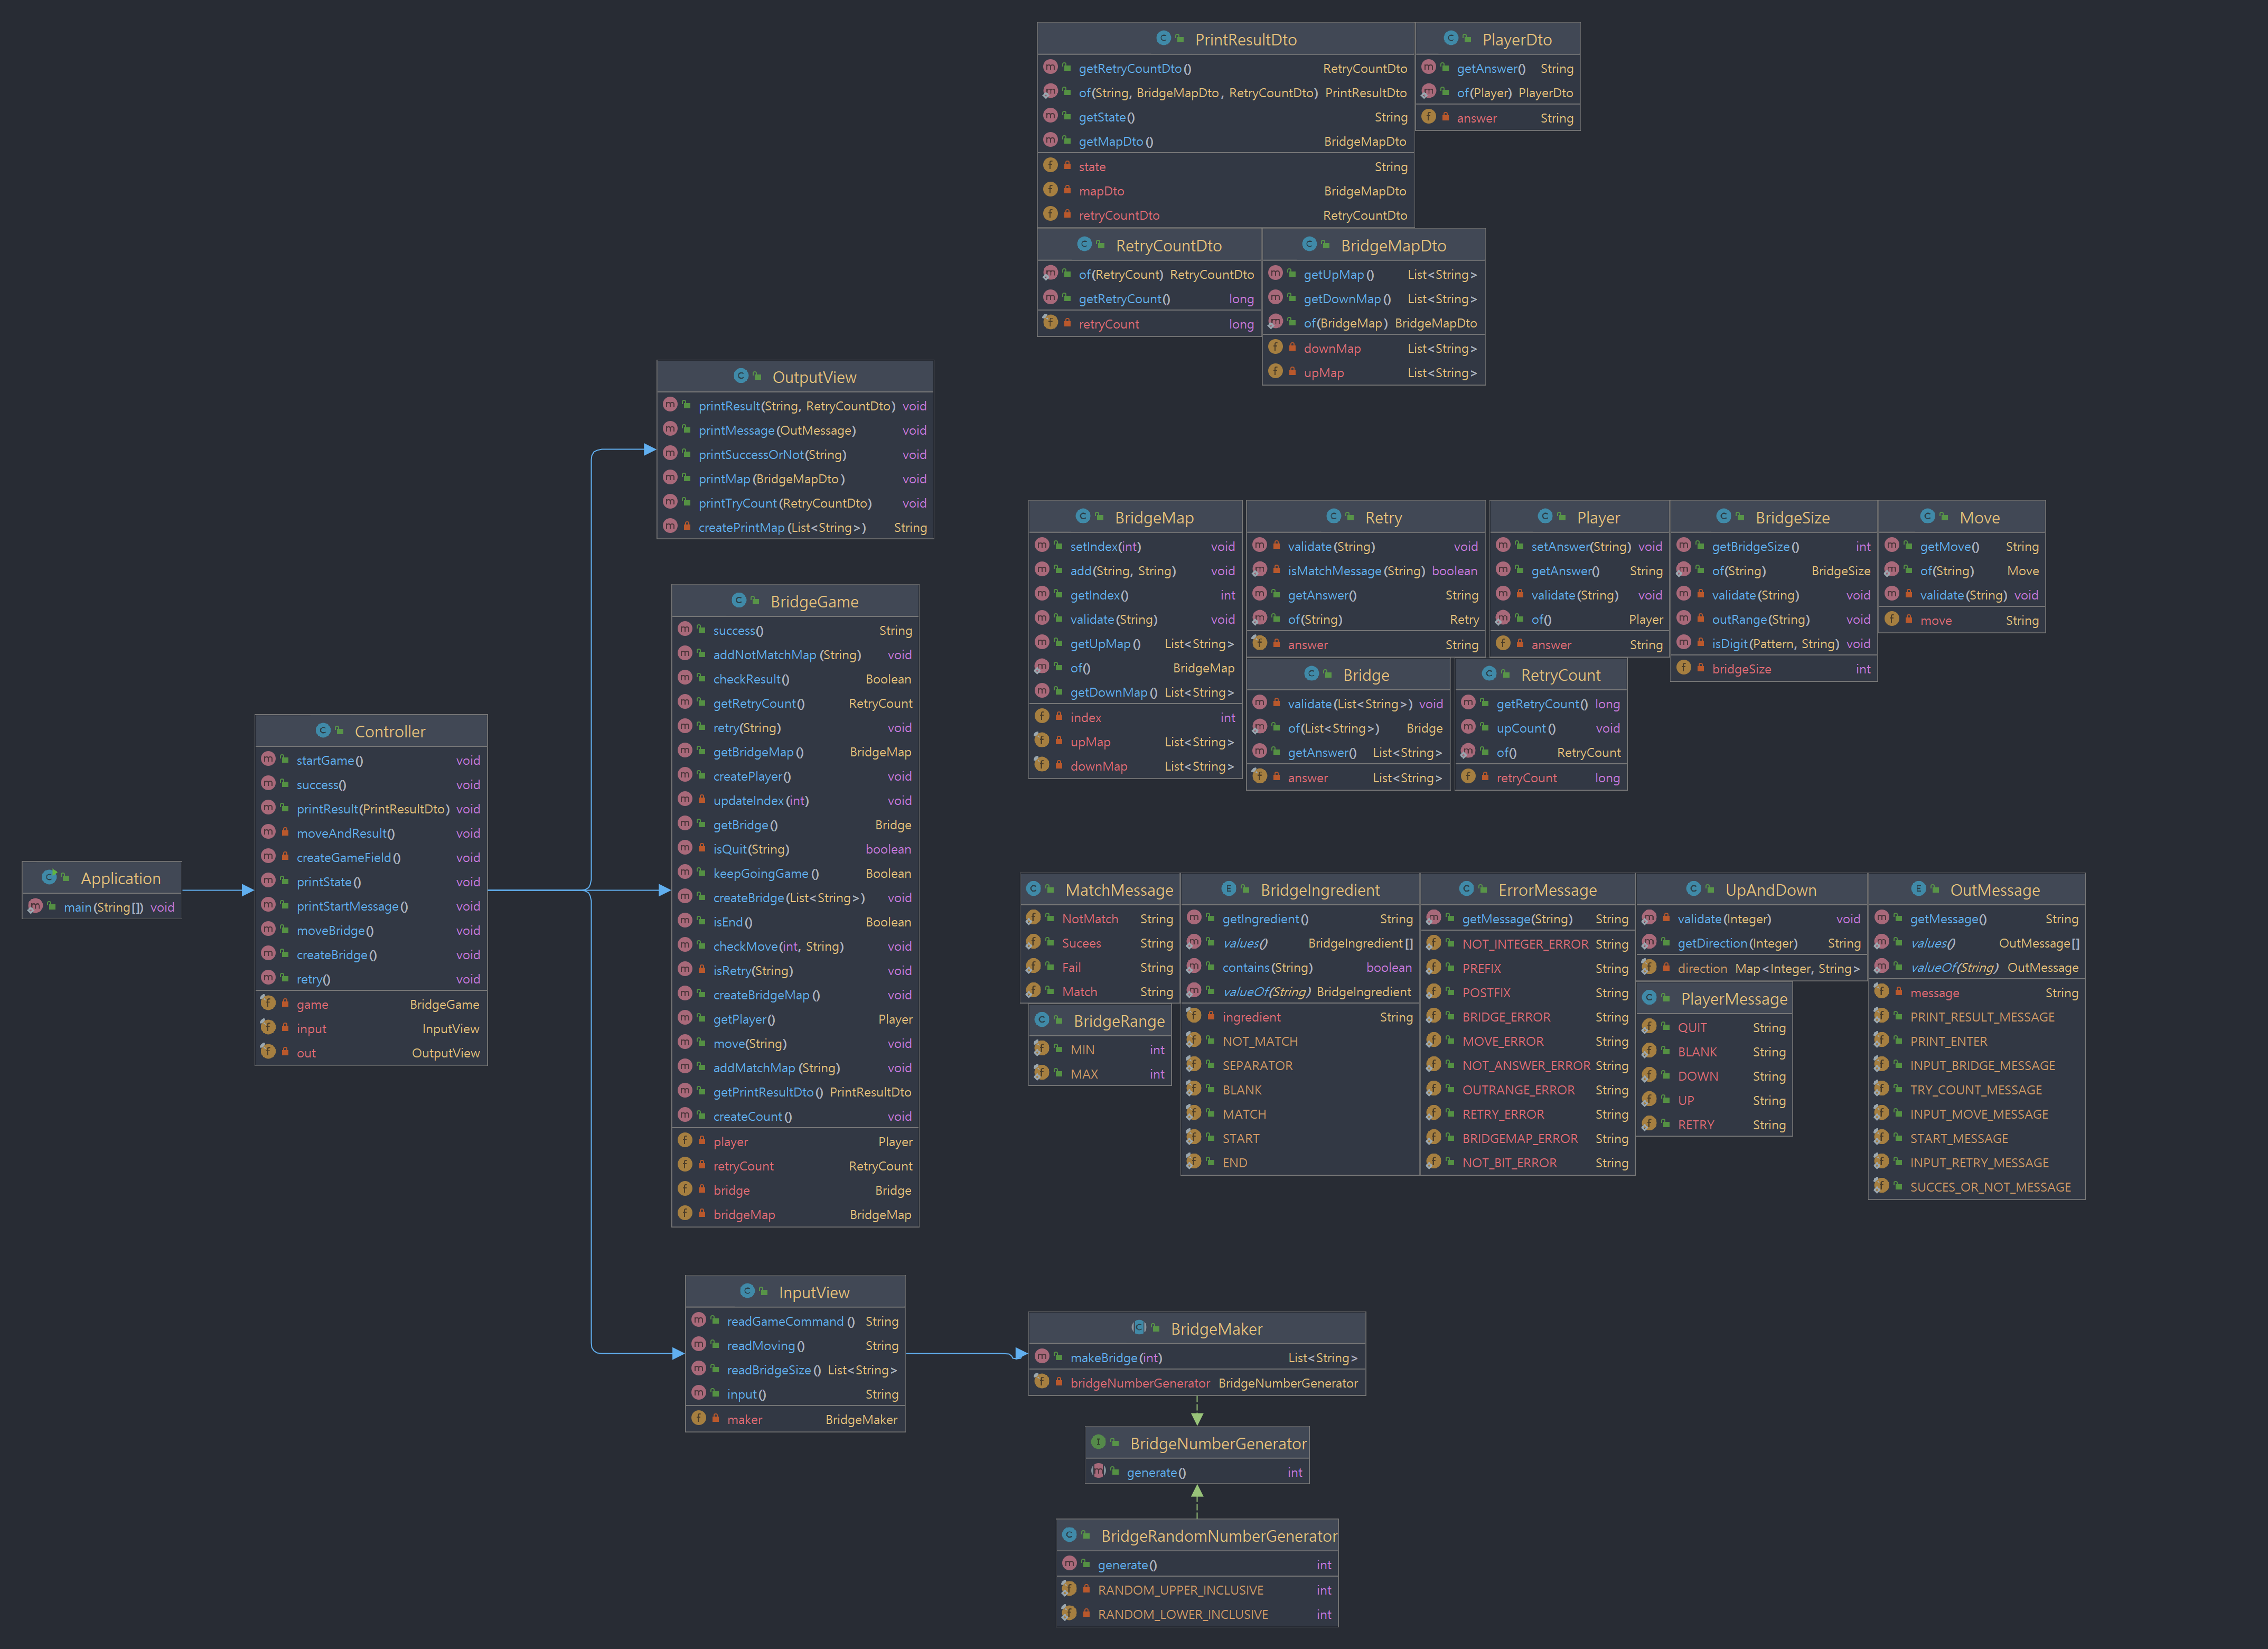 PrintResultDto
getRetryCountDto() RetryCountDto
of(String, BridgeMapDto, RetryCountDto) PrintResultDto
getState() String
getMapDto() BridgeMapDto
state String
mapDto BridgeMapDto
retryCountDto RetryCountDto
PlayerDto
getAnswer() String
of(Player) PlayerDto
answer String
RetryCountDto
of(RetryCount) RetryCountDto
getRetryCount() long
retryCount long
BridgeMapDto
getUpMap() List<String>
getDownMap() List<String>
of(BridgeMap) BridgeMapDto
downMap List<String>
upMap List<String>
OutputView
printResult(String, RetryCountDto) void
printMessage(OutMessage) void
printSuccessOrNot(String) void
printMap(BridgeMapDto) void
printTryCount(RetryCountDto) void
createPrintMap(List<String>) String
BridgeMap
setIndex(int) void
add(String, String) void
getIndex() int
validate(String) void
getUpMap() List<String>
of() BridgeMap
getDownMap() List<String>
index int
upMap List<String>
downMap List<String>
Retry
validate(String) void
isMatchMessage(String) boolean
getAnswer() String
of(String) Retry
answer String
Player
setAnswer(String) void
getAnswer() String
validate(String) void
of() Player
answer String
BridgeSize
getBridgeSize() int
of(String) BridgeSize
validate(String) void
outRange(String) void
isDigit(Pattern, String) void
bridgeSize int
Move
getMove() String
of(String) Move
validate(String) void
move String
Bridge
validate(List<String>) void
of(List<String>) Bridge
getAnswer() List<String>
answer List<String>
RetryCount
getRetryCount() long
upCount() void
of() RetryCount
retryCount long
BridgeGame
success() String
addNotMatchMap(String) void
checkResult() Boolean
getRetryCount() RetryCount
retry(String) void
getBridgeMap() BridgeMap
createPlayer() void
updateIndex(int) void
getBridge() Bridge
isQuit(String) boolean
keepGoingGame() Boolean
createBridge(List<String>) void
isEnd() Boolean
checkMove(int, String) void
isRetry(String) void
createBridgeMap() void
getPlayer() Player
move(String) void
addMatchMap(String) void
getPrintResultDto() PrintResultDto
createCount() void
player Player
retryCount RetryCount
bridge Bridge
bridgeMap BridgeMap
Controller
startGame() void
success() void
printResult(PrintResultDto) void
moveAndResult() void
createGameField() void
printState() void
printStartMessage() void
moveBridge() void
createBridge() void
retry() void
game BridgeGame
input InputView
out OutputView
Application
main(String[]) void
MatchMessage
NotMatch String
Sucees String
Fail String
Match String
BridgeRange
MIN int
MAX int
BridgeIngredient
getIngredient() String
values() BridgeIngredient[]
contains(String) boolean
valueOf(String) BridgeIngredient
ingredient String
NOT_MATCH
SEPARATOR
BLANK
MATCH
START
END
ErrorMessage
getMessage(String) String
NOT_INTEGER_ERROR String
PREFIX String
POSTFIX String
BRIDGE_ERROR String
MOVE_ERROR String
NOT_ANSWER_ERROR String
OUTRANGE_ERROR String
RETRY_ERROR String
BRIDGEMAP_ERROR String
NOT_BIT_ERROR String
UpAndDown
validate(Integer) void
getDirection(Integer) String
direction Map<Integer, String>
PlayerMessage
QUIT String
BLANK String
DOWN String
UP String
RETRY String
OutMessage
getMessage() String
values() OutMessage[]
valueOf(String) OutMessage
message String
PRINT_RESULT_MESSAGE
PRINT_ENTER
INPUT_BRIDGE_MESSAGE
TRY_COUNT_MESSAGE
INPUT_MOVE_MESSAGE
START_MESSAGE
INPUT_RETRY_MESSAGE
SUCCES_OR_NOT_MESSAGE
InputView
readGameCommand() String
readMoving() String
readBridgeSize() List<String>
input() String
maker BridgeMaker
BridgeMaker
makeBridge(int) List<String>
bridgeNumberGenerator BridgeNumberGenerator
BridgeNumberGenerator
generate() int
BridgeRandomNumberGenerator
generate() int
RANDOM_UPPER_INCLUSIVE int
RANDOM_LOWER_INCLUSIVE int